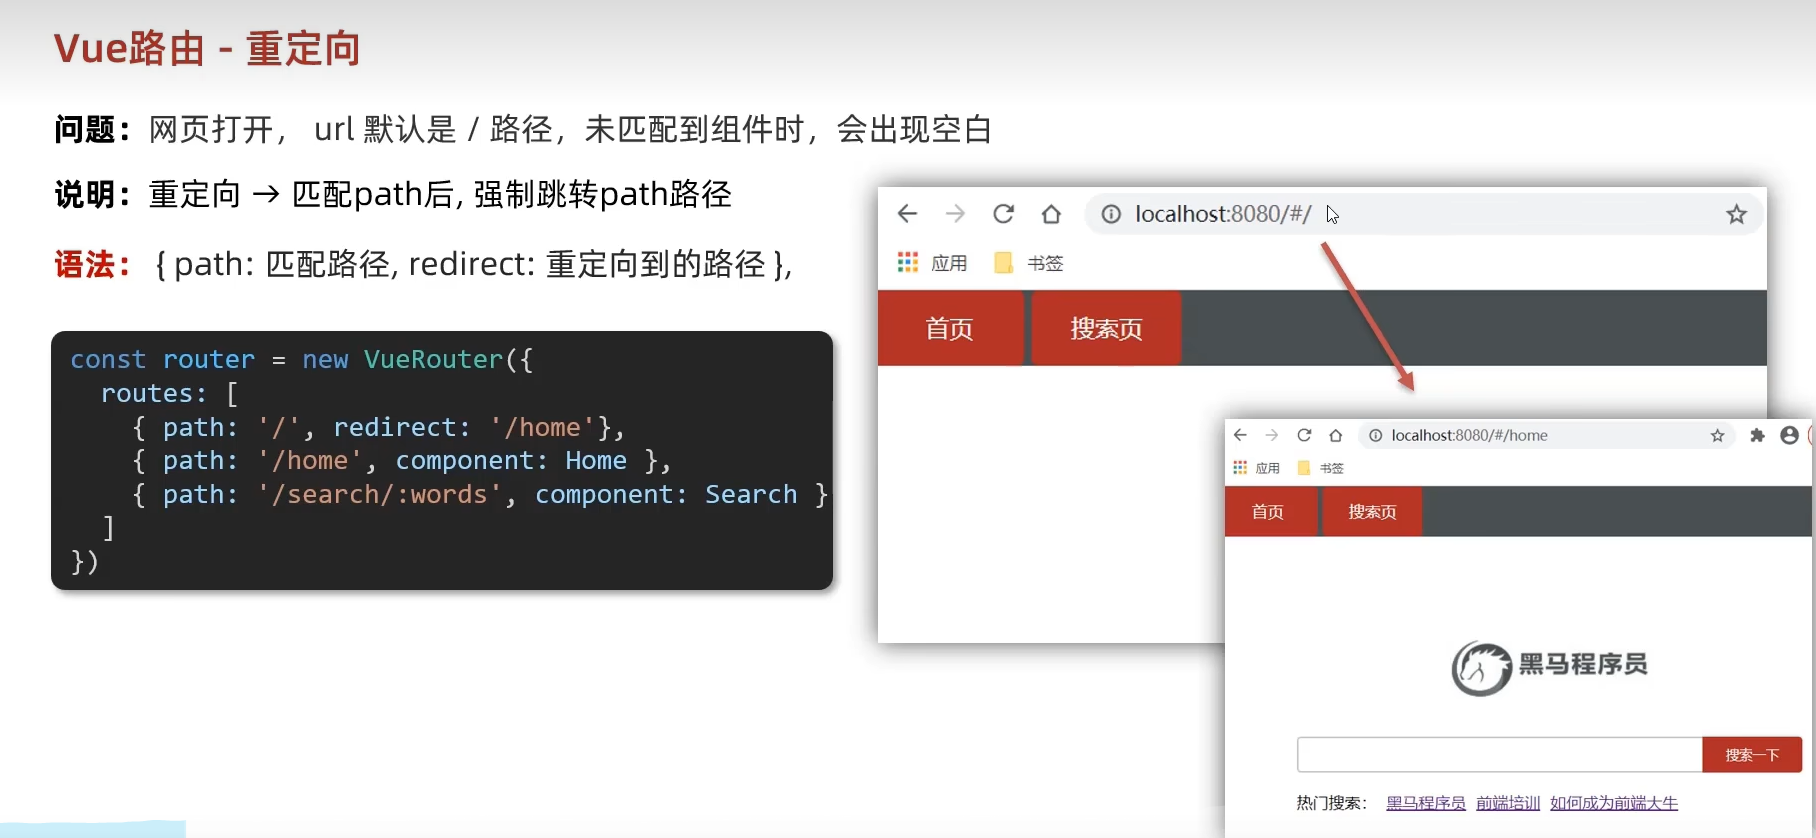 Vue路由 - 重定向
问题：网页打开， url 默认是 / 路径，未匹配到组件时，会出现空白
说明：重定向 → 匹配path后, 强制跳转path路径
语法： { path: 匹配路径, redirect: 重定向到的路径 },
const router = new VueRouter({
routes: [
{ path: '/', redirect: '/home'},
{ path: '/home', component: Home },
{ path: '/search/:words', component: Search }
]
})
localhost:8080/#/
应用 书签
首页 搜索页
localhost:8080/#/home
应用 书签
首页 搜索页
黑马程序员
搜索一下
热门搜索： 黑马程序员 前端培训 如何成为前端大牛